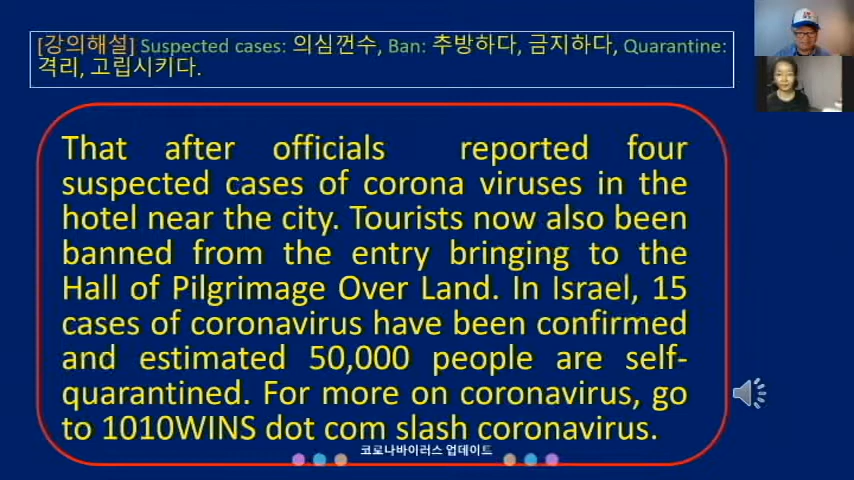 [강의해설] Suspected cases: 의심껀수, Ban: 추방하다, 금지하다, Quarantine:
격리, 고립시키다.
That after officials reported four
suspected cases of corona viruses in the
hotel near the city. Tourists now also been
banned from the entry bringing to the
Hall of Pilgrimage Over Land. In Israel, 15
cases of coronavirus have been confirmed
and estimated 50,000 people are self-
quarantined. For more on coronavirus, go
to 1010WINS dot com slash coronavirus.
코로나바이러스 업데이트